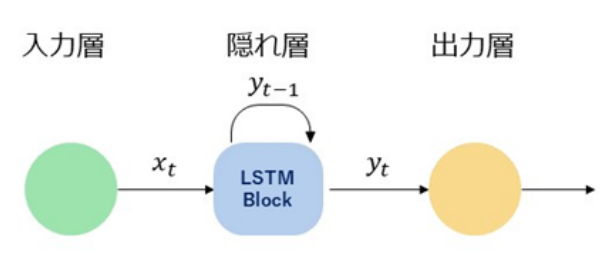 入力層
隠れ層
出力層
y_{t-1}
x_t
LSTM
Block
y_t